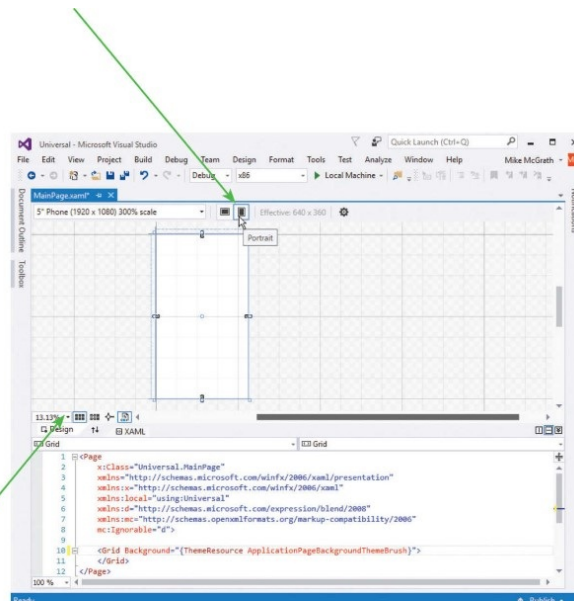 Universal - Microsoft Visual Studio
Quick Launch (Ctrl+Q)
File Edit View Project Build Debug Team Design Format Tools Test Analyze Window Help Mike McGrath
Debug x86 Local Machine
MainPage.xaml*
Document Outline
Toolbox
Notifications
5" Phone (1920 x 1080) 300% scale
Effective: 640 x 360
Portrait
13.13%
Design XAML
Grid Grid
1 <Page
2 x:Class="Universal.MainPage"
3 xmlns="http://schemas.microsoft.com/winfx/2006/xaml/presentation"
4 xmlns:x="http://schemas.microsoft.com/winfx/2006/xaml"
5 xmlns:local="using:Universal"
6 xmlns:d="http://schemas.microsoft.com/expression/blend/2008"
7 xmlns:mc="http://schemas.openxmlformats.org/markup-compatibility/2006"
8 mc:Ignorable="d">
9
10 <Grid Background="{ThemeResource ApplicationPageBackgroundThemeBrush}">
11 </Grid>
12 </Page>
100 %
Ready Publish